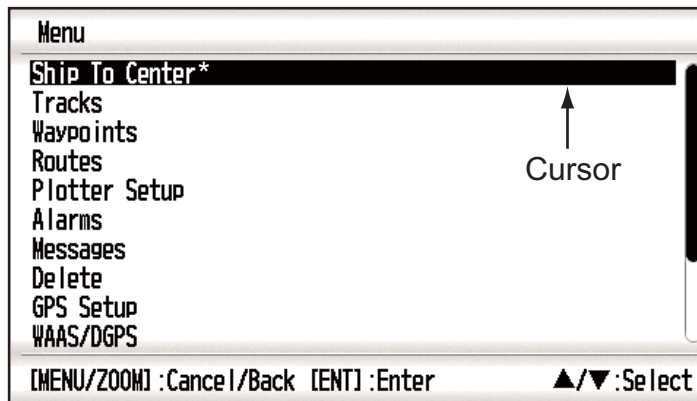 Menu
Ship To Center*
Tracks
Waypoints
Routes
Cursor
Plotter Setup
Alarms
Messages
Delete
GPS Setup
WAAS/DGPS
[MENU/ZOOM]:Cancel/Back [ENT]:Enter ▲/▼:Select